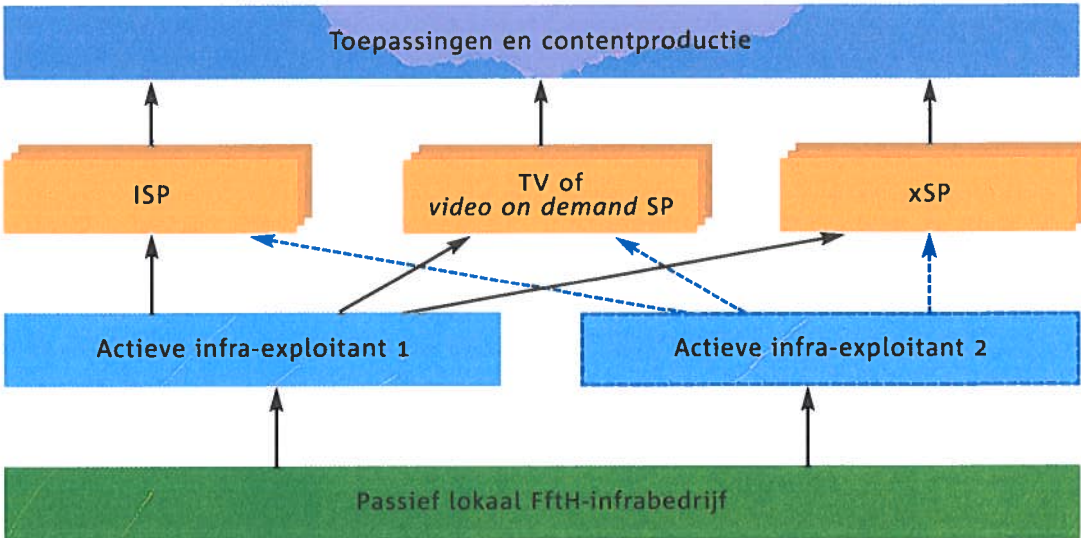 Toepassingen en contentproductie
ISP
TV of
video on demand SP
xSP
Actieve infra-exploitant 1
Actieve infra-exploitant 2
Passief lokaal FftH-infrabedrijf